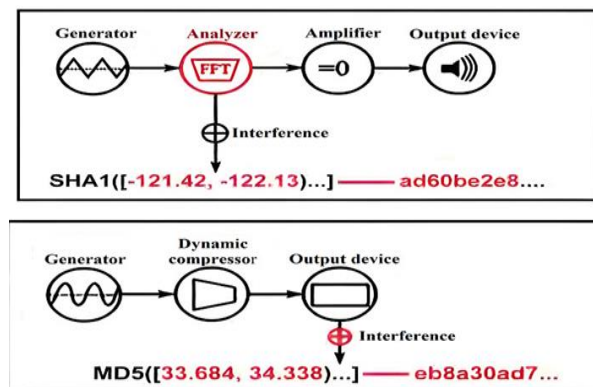 Generator Analyzer Amplifier Output device
FFT =0
Interference
SHA1([-121.42, -122.13)...] ad60be2e8....
Dynamic
Generator compressor Output device
Interference
MD5([33.684, 34.338)...] eb8a30ad7...